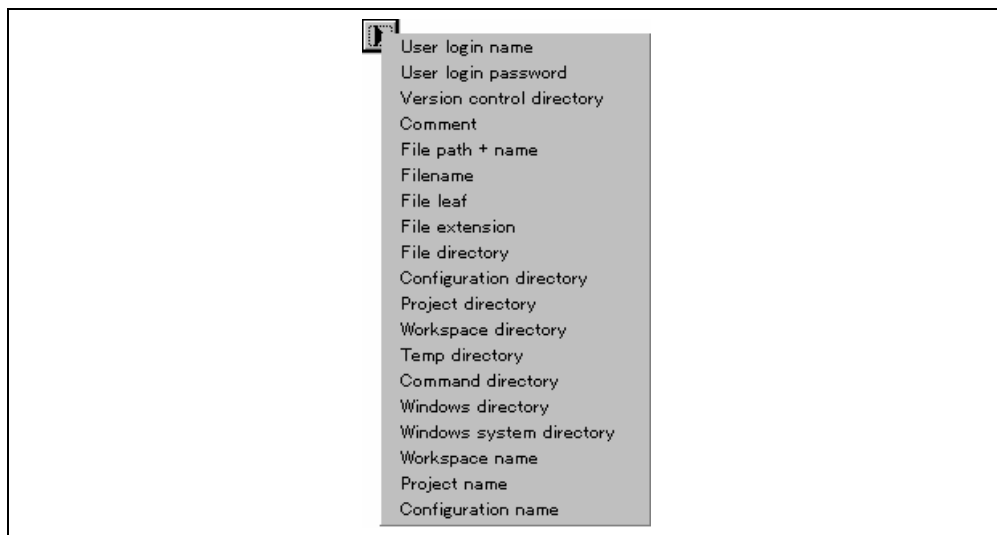 User login name
User login password
Version control directory
Comment
File path + name
Filename
File leaf
File extension
File directory
Configuration directory
Project directory
Workspace directory
Temp directory
Command directory
Windows directory
Windows system directory
Workspace name
Project name
Configuration name